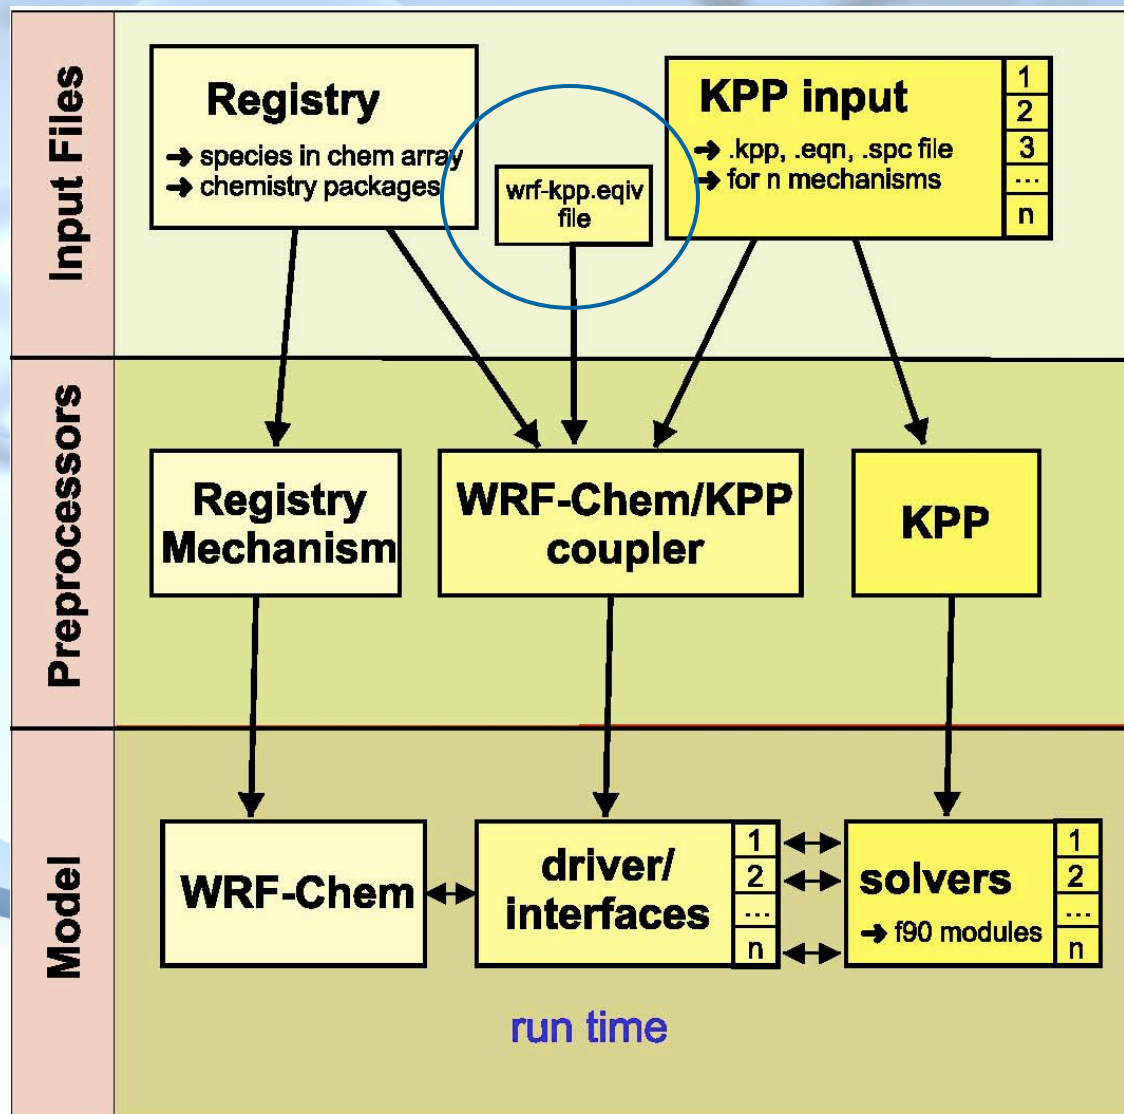 Input Files
Registry
➔ species in chem array
➔ chemistry packages
wrf-kpp.eqiv
file
KPP input
➔ .kpp, .eqn, .spc file
➔ for n mechanisms
1
2
3
...
n
Preprocessors
Registry
Mechanism
WRF-Chem/KPP
coupler
KPP
Model
WRF-Chem
driver/
interfaces
1
2
...
n
solvers
➔ f90 modules
1
2
...
n
run time